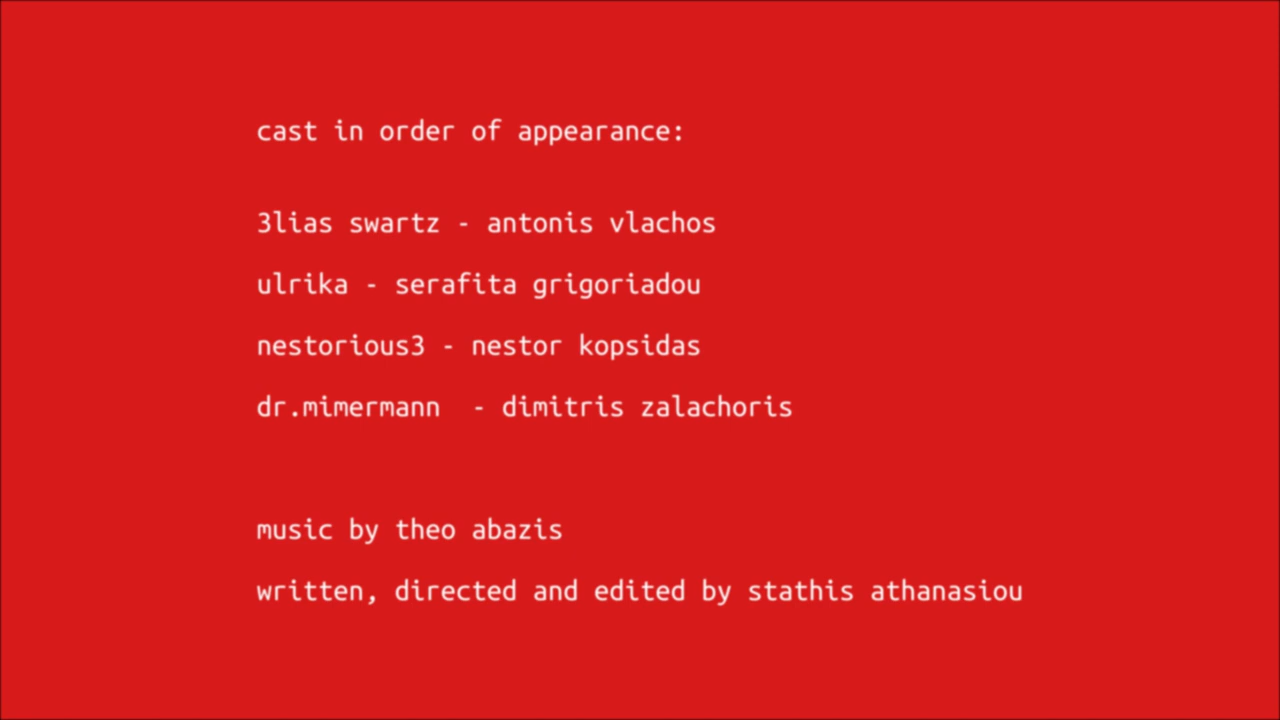 cast in order of appearance:
3lias swartz - antonis vlachos
ulrika - serafita grigoriadou
nestorious3 - nestor kopsidas
dr.mimermann  - dimitris zalachoris
music by theo abazis
written, directed and edited by stathis athanasiou